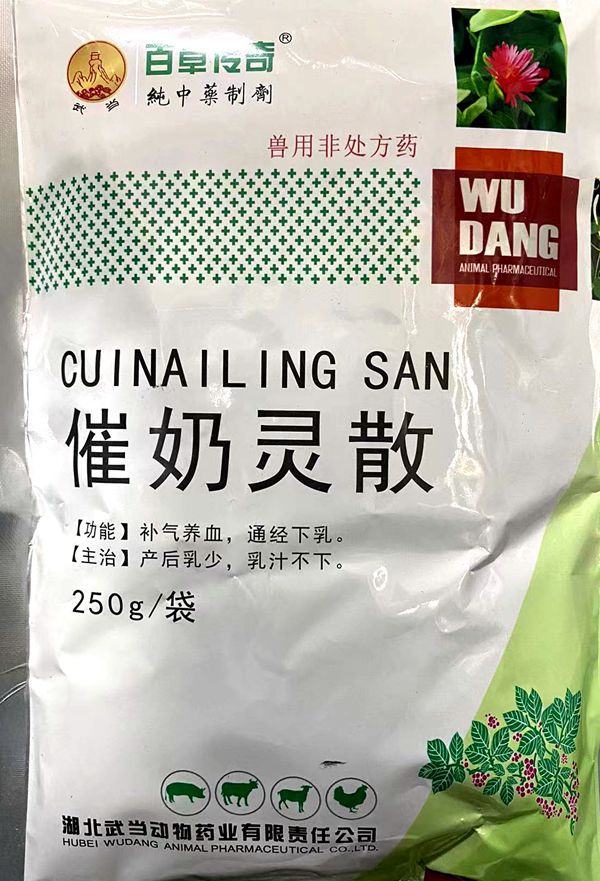 武当
百草传奇®
純中藥制劑
兽用非处方药
WU
DANG
ANIMAL PHARMACEUTICAL
CUINAILING SAN
催奶灵散
【功能】补气养血，通经下乳。
【主治】产后乳少，乳汁不下。
250g/袋
湖北武当动物药业有限责任公司
HUBEI WUDANG ANIMAL PHARMACEUTICAL CO.,LTD.